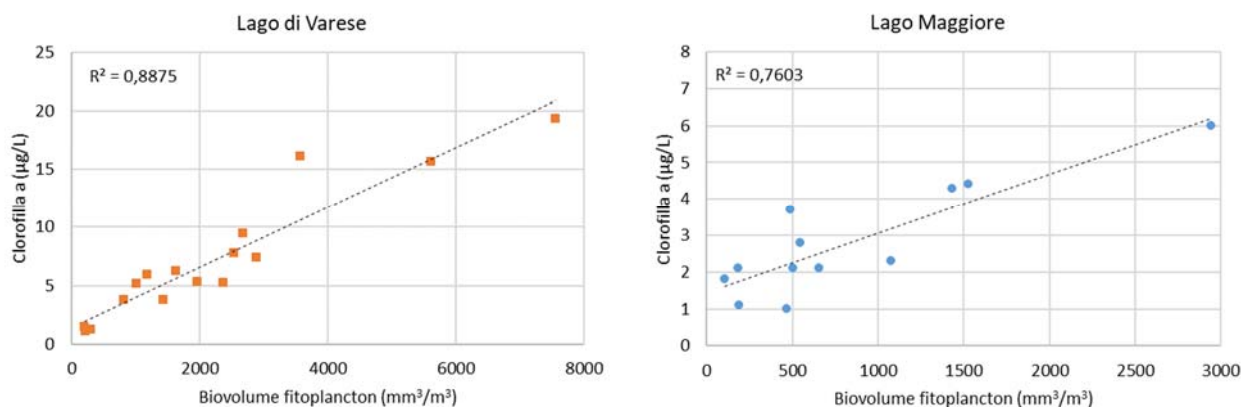 Lago di Varese
25
20
15
10
5
0
R² = 0,8875
Clorofilla a (µg/L)
0 2000 4000 6000 8000
Biovolume fitoplancton (mm³/m³)
Lago Maggiore
8
7
6
5
4
3
2
1
0
R² = 0,7603
Clorofilla a (µg/L)
0 500 1000 1500 2000 2500 3000
Biovolume fitoplancton (mm³/m³)